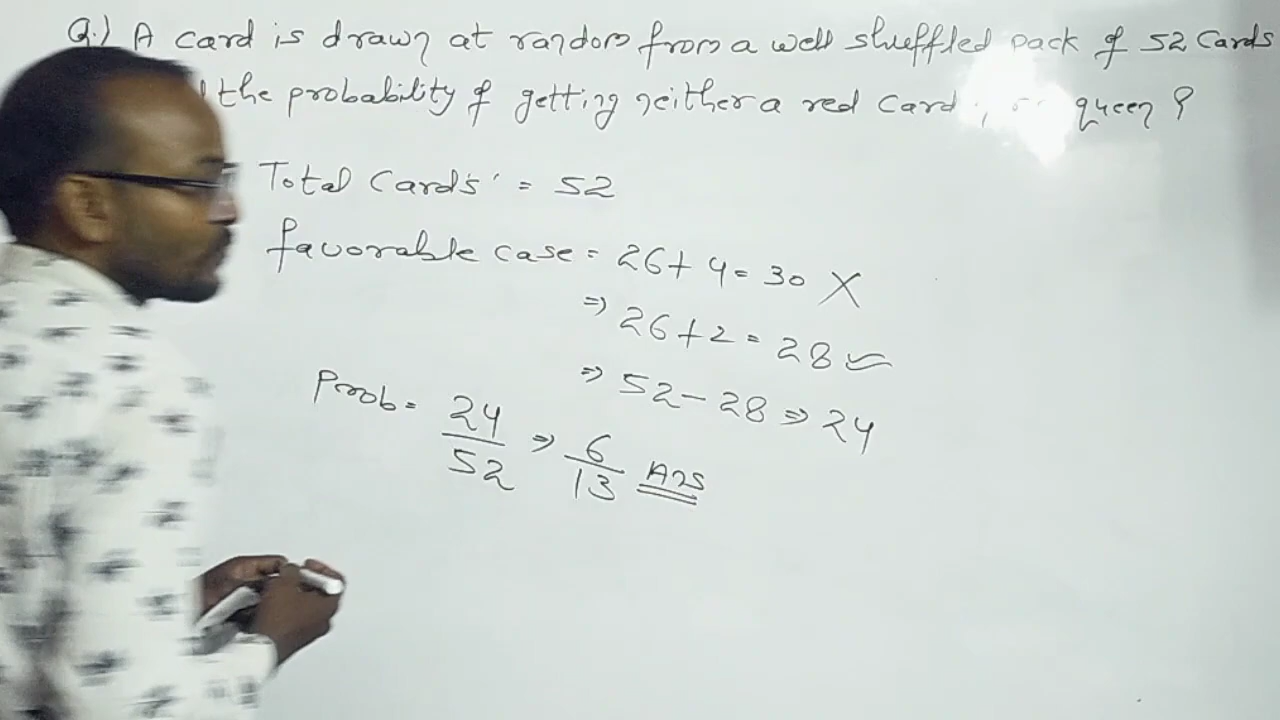 Q.) A card is drawn at random from a well shuffled pack of 52 Cards
the probability of getting neither a red card queen ?
Total Cards = 52
favorable case = 26+4=30 X
⇒ 26+2=28
⇒ 52-28⇒24
Prob= 24/52 ⇒ 6/13 Ans